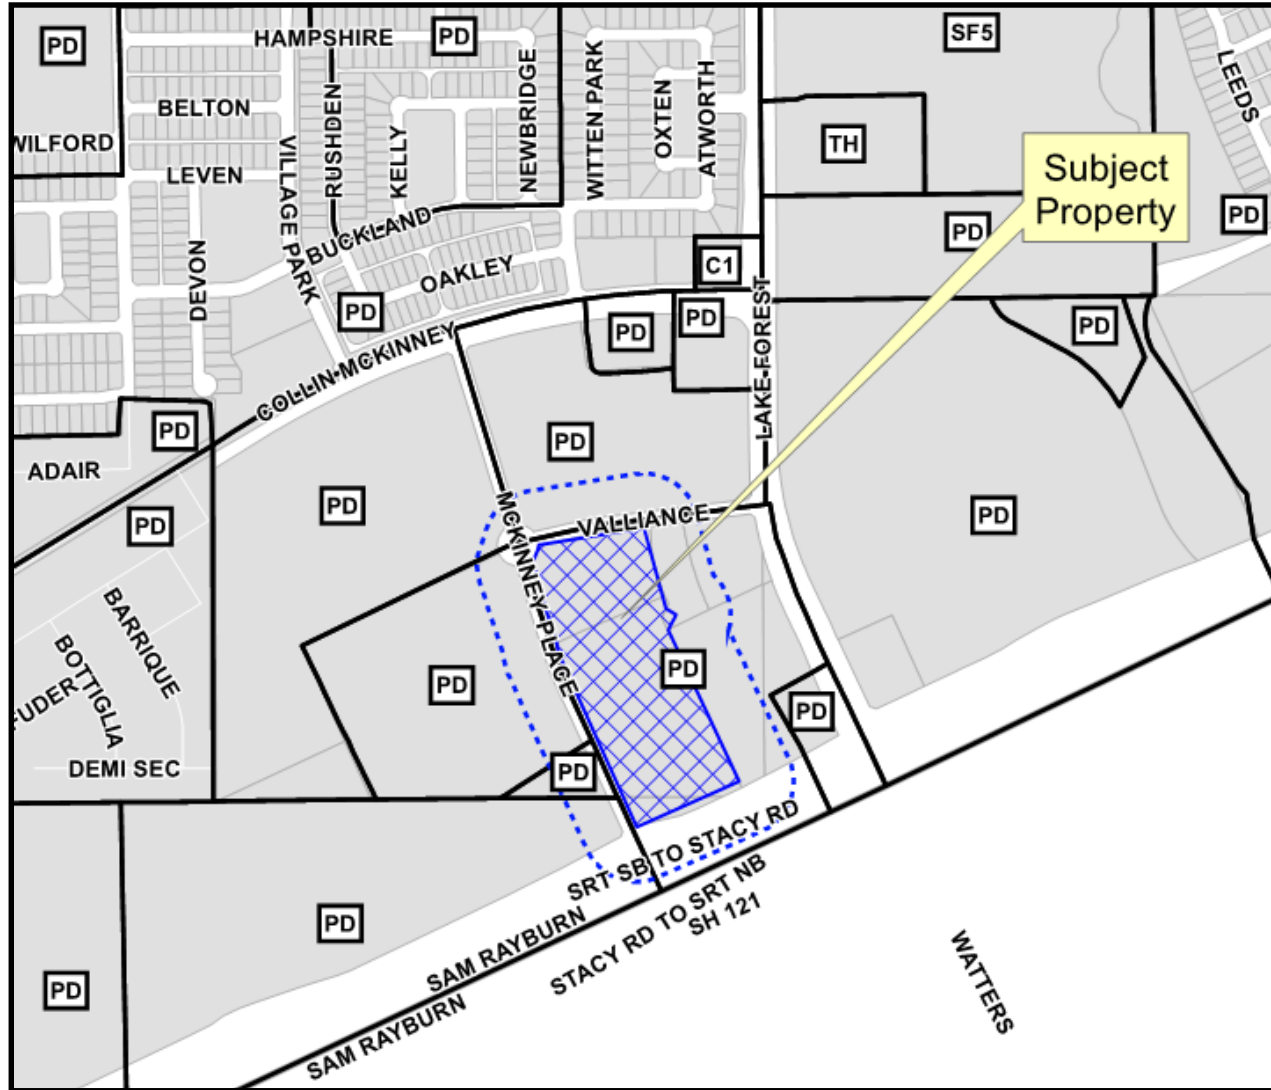 PD
HAMPSHIRE
PD
SF5
LEEDS
BELTON
RUSHDEN
KELLY
NEWBRIDGE
WITTEN PARK
OXTEN
ATWORTH
WILFORD
LEVEN
VILLAGE PARK
TH
Subject
Property
DEVON
BUCKLAND
OAKLEY
PD
C1
PD
PD
LAKE FOREST
PD
PD
PD
PD
COLLIN MCKINNEY
PD
ADAIR
PD
PD
PD
PD
MCKINNEY PLACE
VALLIANCE
BARRIQUE
BOTTIGLIA
FUDER
DEMI SEC
PD
PD
PD
PD
SRT SB TO STACY RD
STACY RD TO SRT NB
SH 121
PD
PD
SAM RAYBURN
SAM RAYBURN
WATTERS